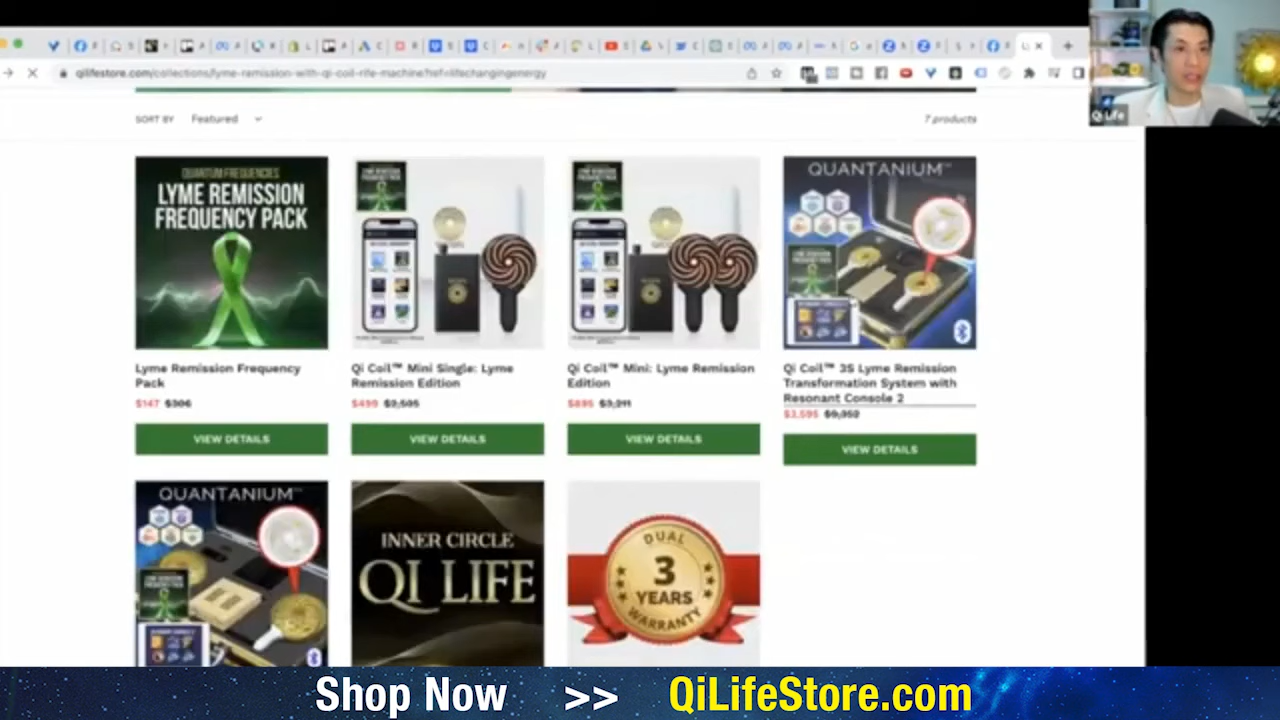 qilifestore.com/collections/lyme-remission-with-qi-coil-rife-machine?ref=lifechangingenergy
Qi Life
SORT BY Featured
7 products
QUANTUM FREQUENCIES
LYME REMISSION
FREQUENCY PACK
QUANTANIUM™
Lyme Remission Frequency
Pack
$147 $306
VIEW DETAILS
Qi Coil™ Mini Single: Lyme
Remission Edition
$499 $2,505
VIEW DETAILS
Qi Coil™ Mini: Lyme Remission
Edition
$895 $3,211
VIEW DETAILS
Qi Coil™ 3S Lyme Remission
Transformation System with
Resonant Console 2
$3,595 $9,352
VIEW DETAILS
QUANTANIUM™
INNER CIRCLE
QI LIFE
DUAL
3
YEARS
WARRANTY
Shop Now >> QiLifeStore.com